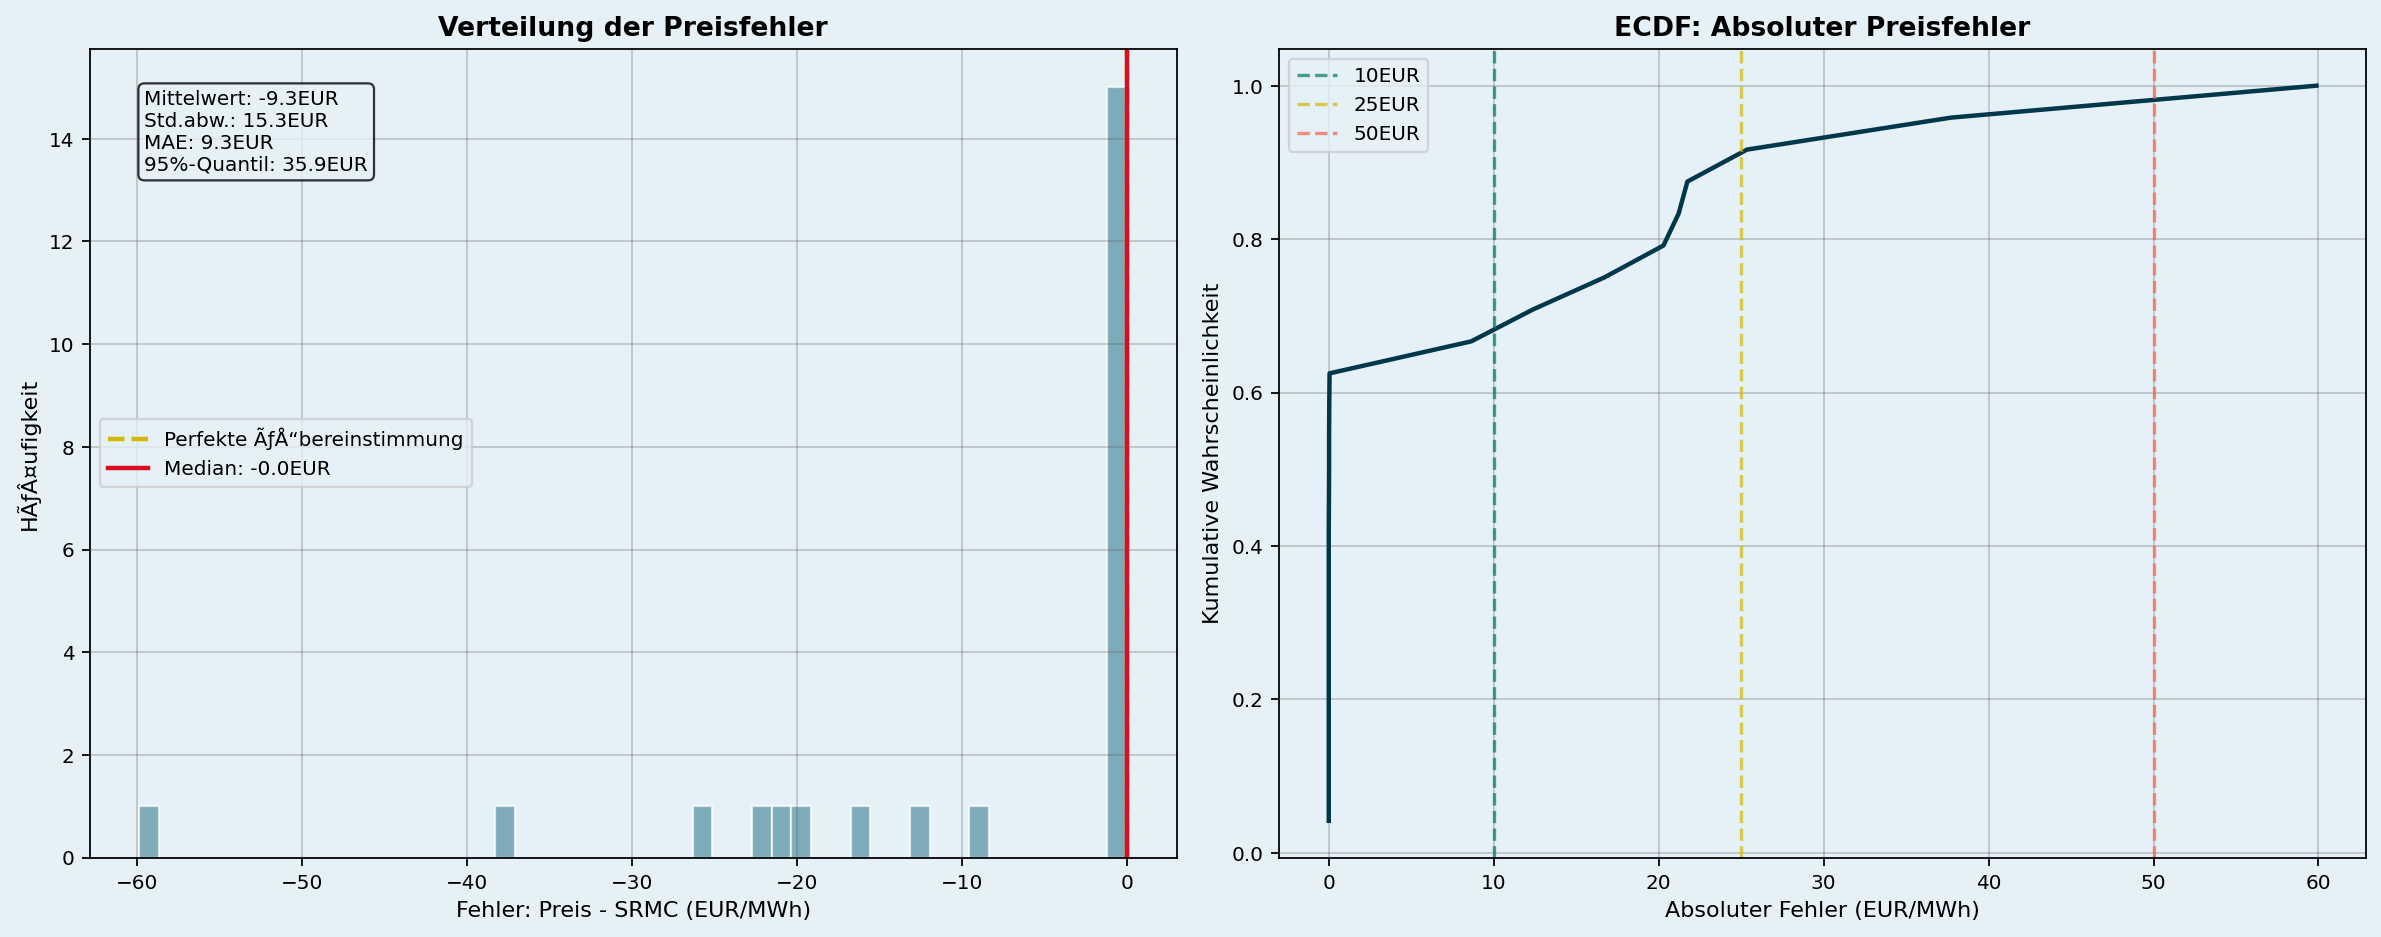 Verteilung der Preisfehler
Mittelwert: -9.3EUR
Std.abw.: 15.3EUR
MAE: 9.3EUR
95%-Quantil: 35.9EUR
Perfekte ÃƒÅ“bereinstimmung
Median: -0.0EUR
HÃƒÂ¤ufigkeit
14
12
10
8
6
4
2
0
−60
−50
−40
−30
−20
−10
0
Fehler: Preis - SRMC (EUR/MWh)
ECDF: Absoluter Preisfehler
10EUR
25EUR
50EUR
Kumulative Wahrscheinlichkeit
1.0
0.8
0.6
0.4
0.2
0.0
0
10
20
30
40
50
60
Absoluter Fehler (EUR/MWh)